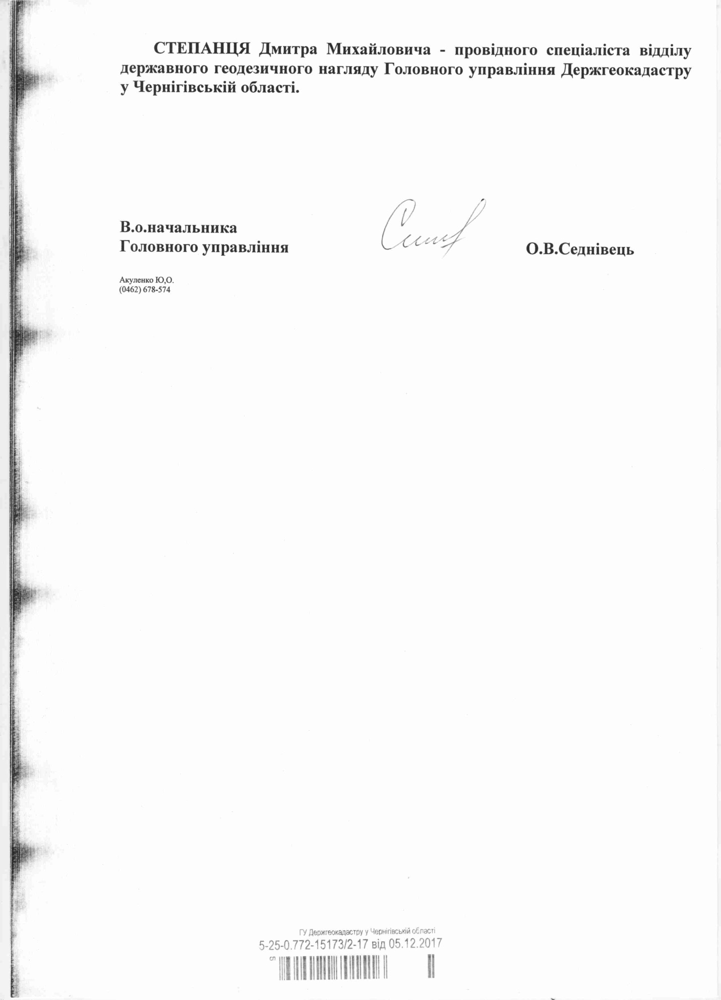 СТЕПАНЦЯ Дмитра Михайловича - провідного спеціаліста відділу
державного геодезичного нагляду Головного управління Держгеокадастру
у Чернігівській області.
В.о.начальника
Головного управління
О.В.Седнівець
Акуленко Ю,О.
(0462) 678-574
ГУ Держгеокадастру у Чернігівській області
5-25-0.772-15173/2-17 від 05.12.2017
сл